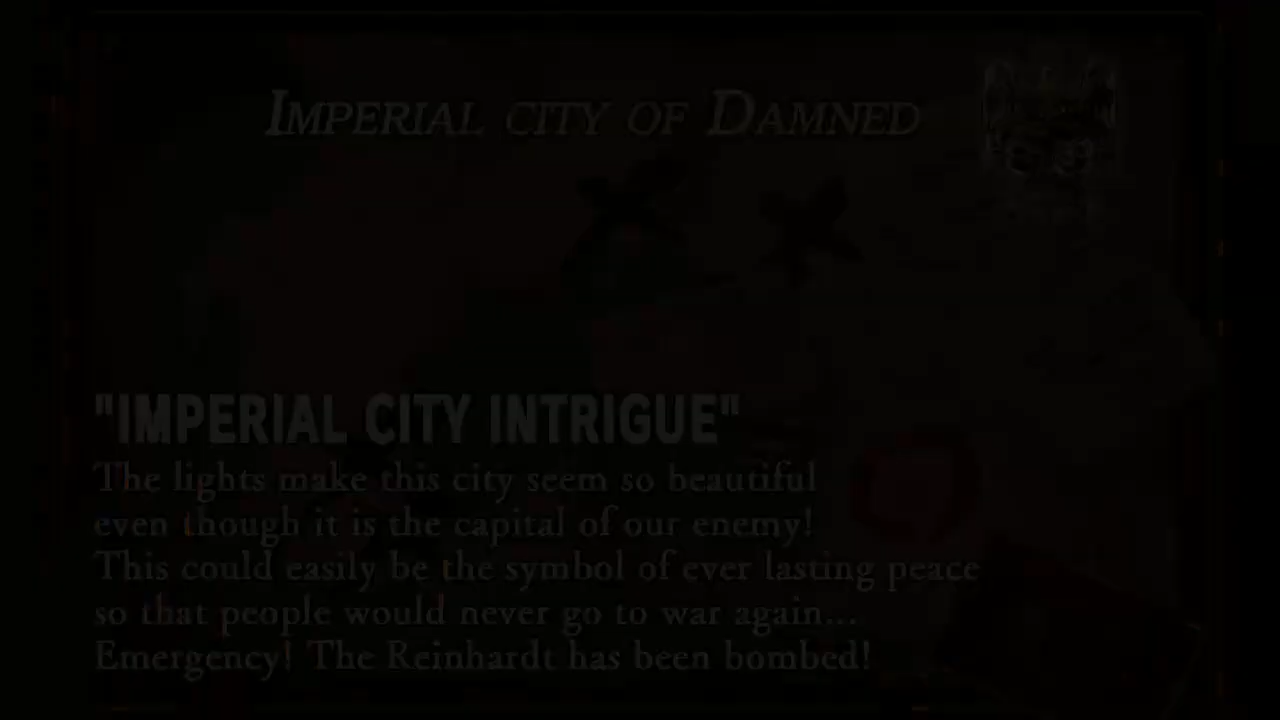 IMPERIAL CITY OF DAMNED
"IMPERIAL CITY INTRIGUE"
The lights make this city seem so beautiful
even though it is the capital of our enemy!
This could easily be the symbol of ever lasting peace
so that people would never go to war again...
Emergency! The Reinhardt has been bombed!